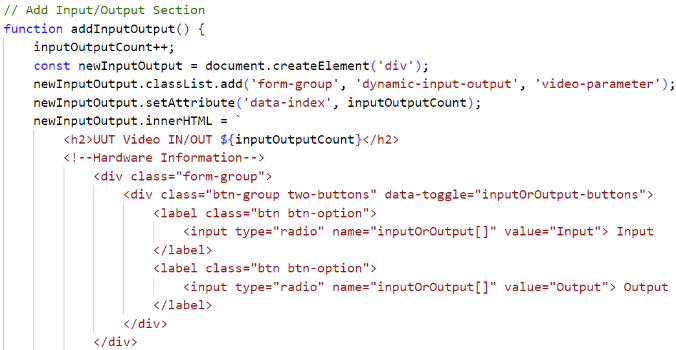 // Add Input/Output Section
function addInputOutput() {
inputOutputCount++;
const newInputOutput = document.createElement('div');
newInputOutput.classList.add('form-group', 'dynamic-input-output', 'video-parameter');
newInputOutput.setAttribute('data-index', inputOutputCount);
newInputOutput.innerHTML = `
<h2>UUT Video IN/OUT ${inputOutputCount}</h2>
<!--Hardware Information-->
<div class="form-group">
<div class="btn-group two-buttons" data-toggle="inputOrOutput-buttons">
<label class="btn btn-option">
<input type="radio" name="inputOrOutput[]" value="Input"> Input
</label>
<label class="btn btn-option">
<input type="radio" name="inputOrOutput[]" value="Output"> Output
</label>
</div>
</div>